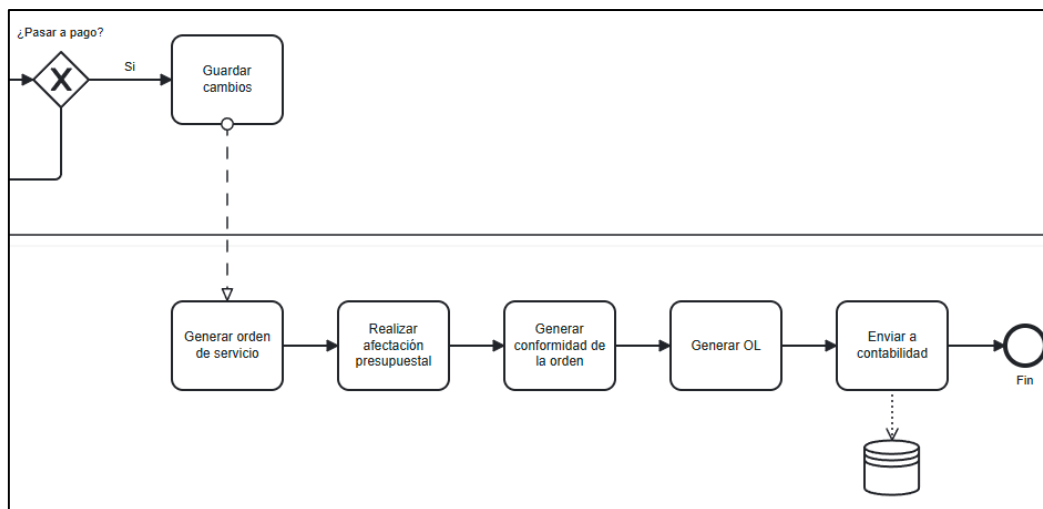 ¿Pasar a pago?
Si
Guardar
cambios
Generar orden
de servicio
Realizar
afectación
presupuestal
Generar
conformidad de
la orden
Generar OL
Enviar a
contabilidad
Fin